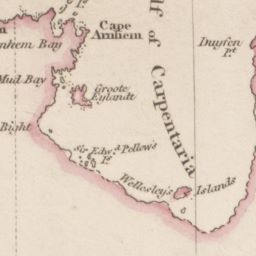 Cape
Arnhem
nhem Bay
Mud Bay
Groote
Eylandt
Bight
Sir Edwd. Pellew's
Is
Wellesley's Islands
lf of Carpentaria
Duyfen
Pt.